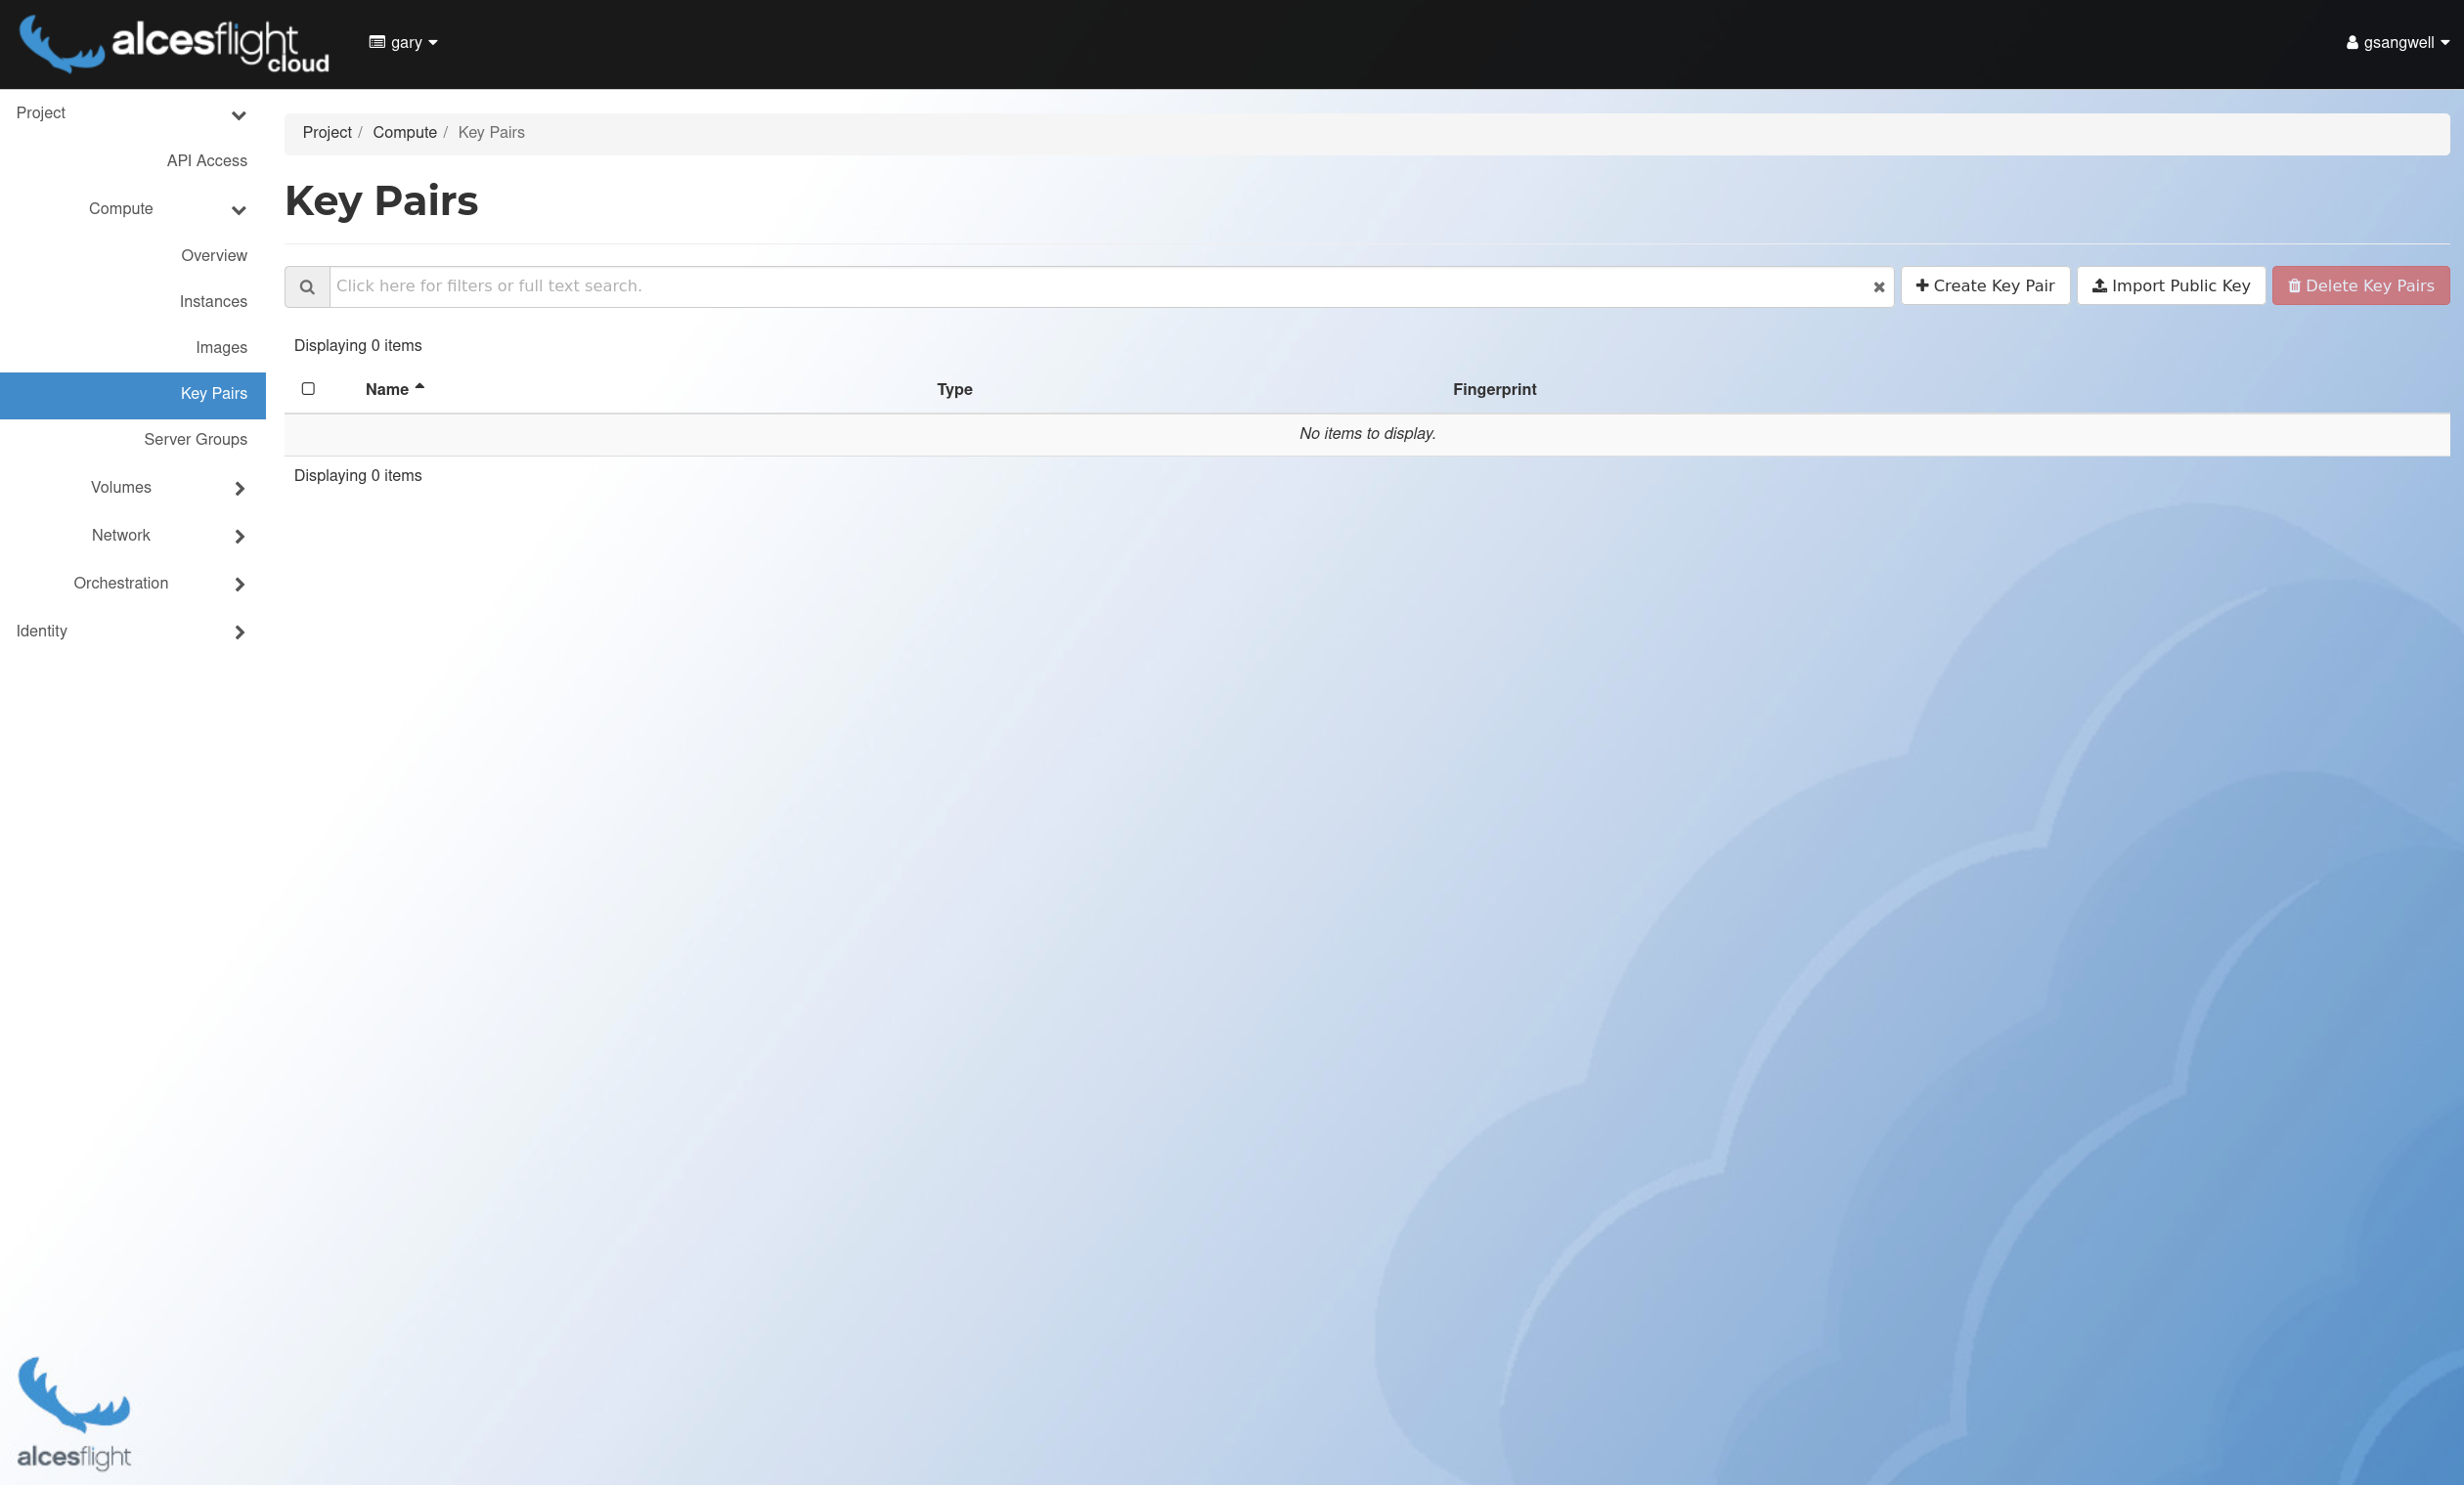 alcesflight cloud
gary
gsangwell
Project
API Access
Compute
Overview
Instances
Images
Key Pairs
Server Groups
Volumes
Network
Orchestration
Identity
Project / Compute / Key Pairs
Key Pairs
Click here for filters or full text search.
Create Key Pair
Import Public Key
Delete Key Pairs
Displaying 0 items
Name Type Fingerprint
No items to display.
Displaying 0 items
alcesflight